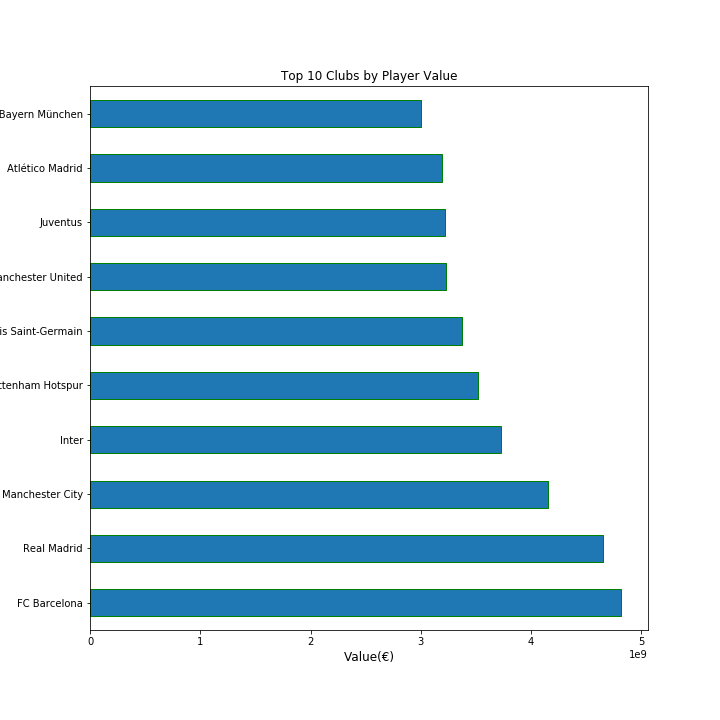 Top 10 Clubs by Player Value
Bayern München
Atlético Madrid
Juventus
anchester United
is Saint-Germain
ttenham Hotspur
Inter
Manchester City
Real Madrid
FC Barcelona
0 1 2 3 4 5
1e9
Value(€)